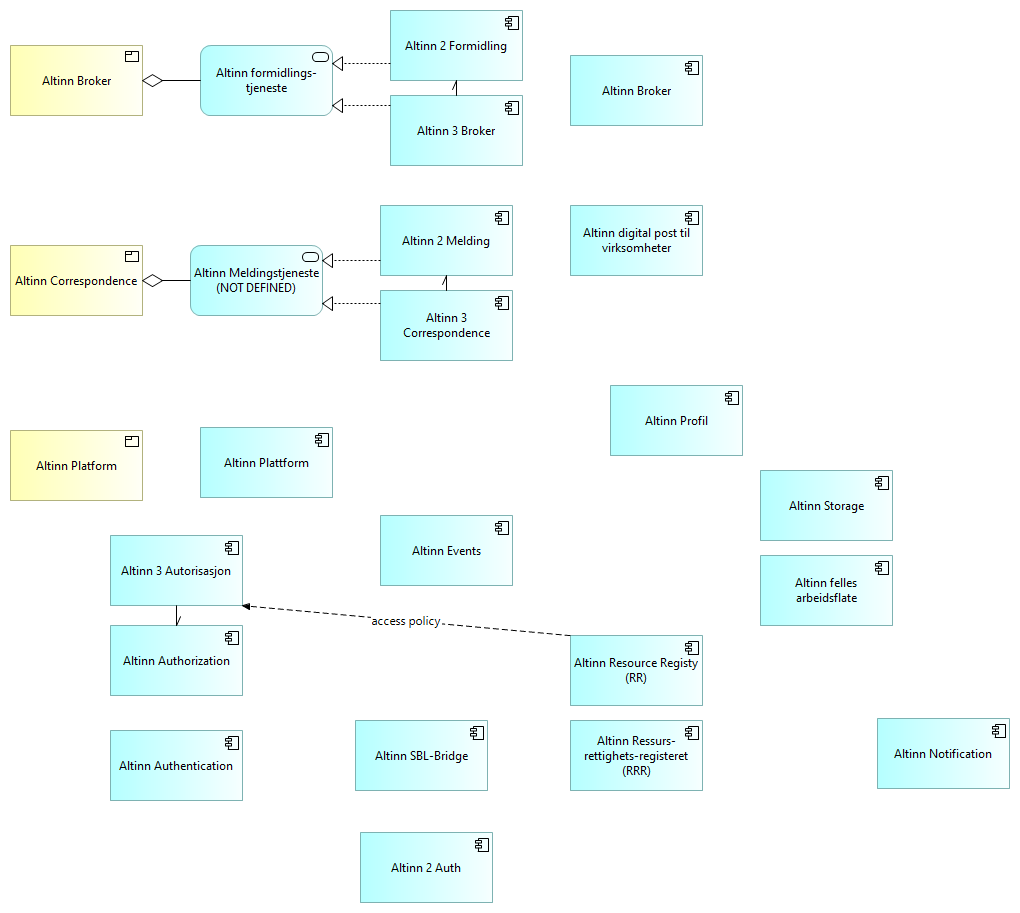 Altinn 2 Formidling
Altinn Broker
Altinn formidlings-
tjeneste
Altinn Broker
Altinn 3 Broker
Altinn 2 Melding
Altinn digital post til
virksomheter
Altinn Correspondence
Altinn Meldingstjeneste
(NOT DEFINED)
Altinn 3
Correspondence
Altinn Profil
Altinn Platform
Altinn Plattform
Altinn Storage
Altinn Events
Altinn 3 Autorisasjon
Altinn felles
arbeidsflate
access policy
Altinn Authorization
Altinn Resource Registy
(RR)
Altinn Authentication
Altinn SBL-Bridge
Altinn Ressurs-
rettighets-registeret
(RRR)
Altinn Notification
Altinn 2 Auth